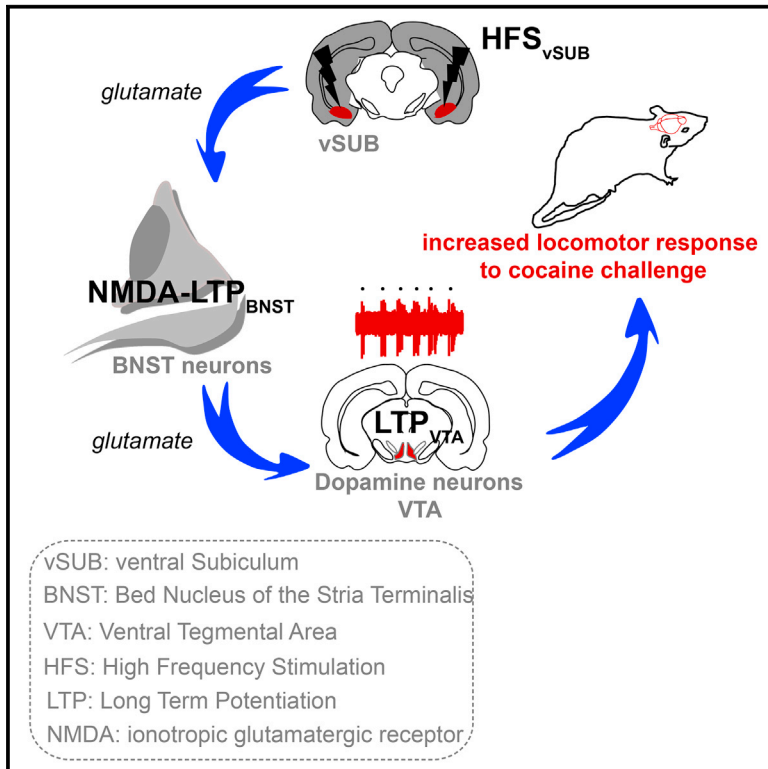 HFSvSUB
glutamate
vSUB
increased locomotor response
to cocaine challenge
NMDA-LTPBNST
BNST neurons
glutamate
LTPVTA
Dopamine neurons
VTA
vSUB: ventral Subiculum
BNST: Bed Nucleus of the Stria Terminalis
VTA: Ventral Tegmental Area
HFS: High Frequency Stimulation
LTP: Long Term Potentiation
NMDA: ionotropic glutamatergic receptor